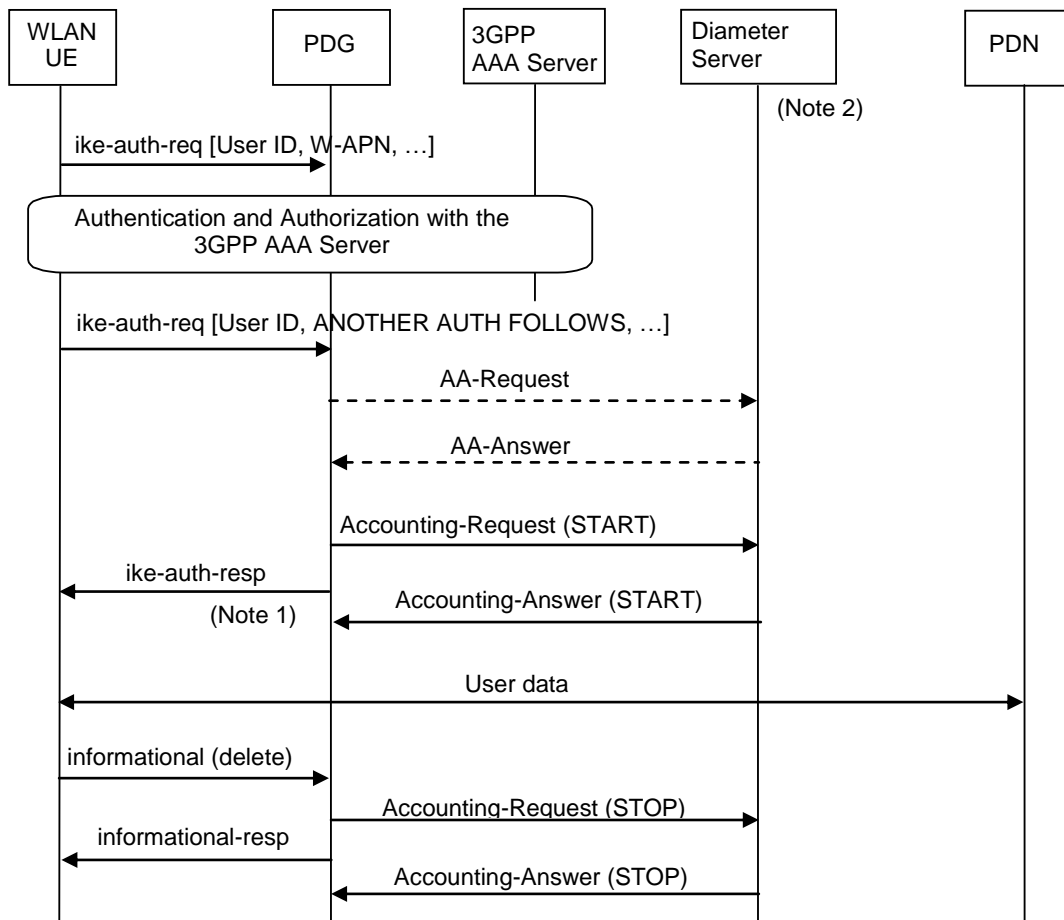 WLAN
UE
PDG
3GPP
AAA Server
Diameter
Server
PDN
(Note 2)
ike-auth-req [User ID, W-APN, …]
Authentication and Authorization with the
3GPP AAA Server
ike-auth-req [User ID, ANOTHER AUTH FOLLOWS, …]
AA-Request
AA-Answer
Accounting-Request (START)
ike-auth-resp
Accounting-Answer (START)
(Note 1)
User data
informational (delete)
Accounting-Request (STOP)
informational-resp
Accounting-Answer (STOP)